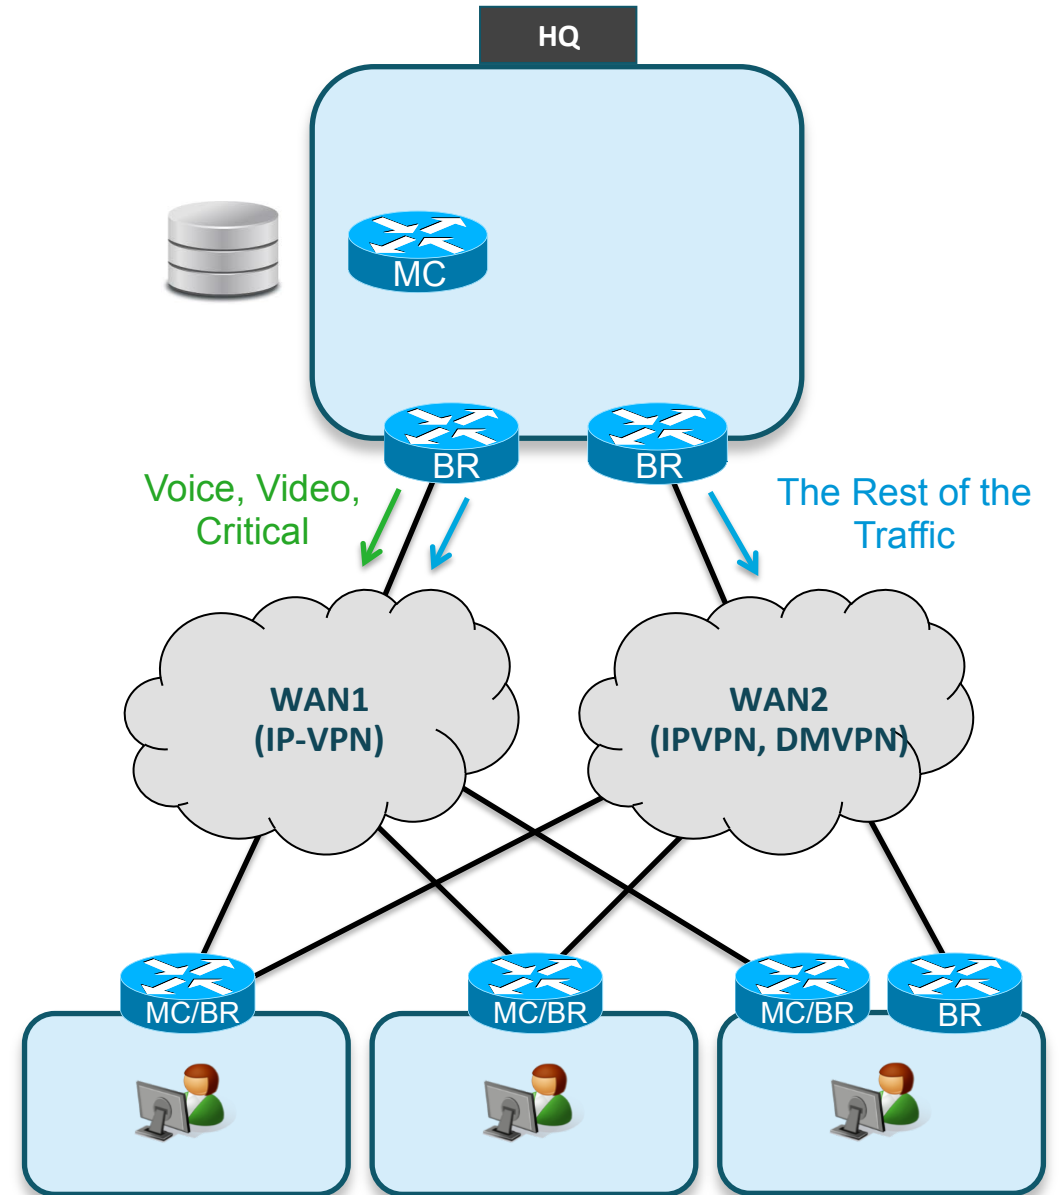 HQ
MC
BR
BR
Voice, Video,
Critical
The Rest of the
Traffic
WAN1
(IP-VPN)
WAN2
(IPVPN, DMVPN)
MC/BR
MC/BR
MC/BR
BR